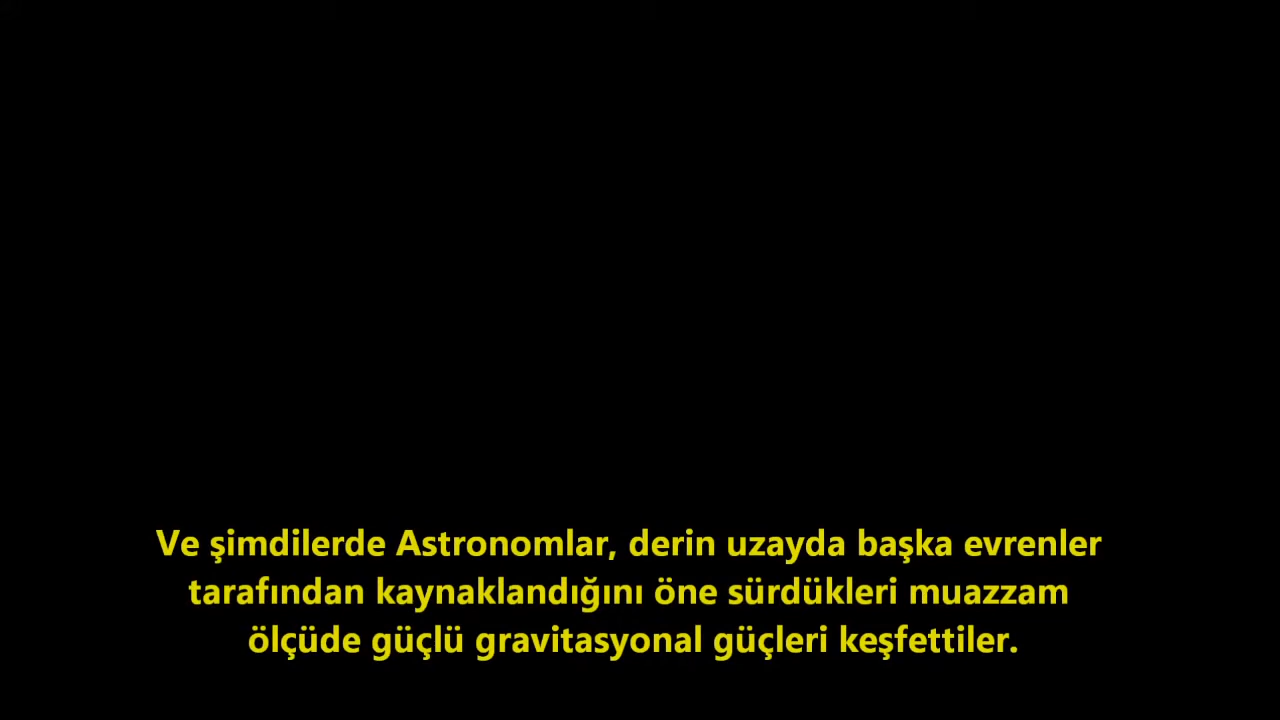 Ve şimdilerde Astronomlar, derin uzayda başka evrenler
tarafından kaynaklandığını öne sürdükleri muazzam
ölçüde güçlü gravitasyonal güçleri keşfettiler.